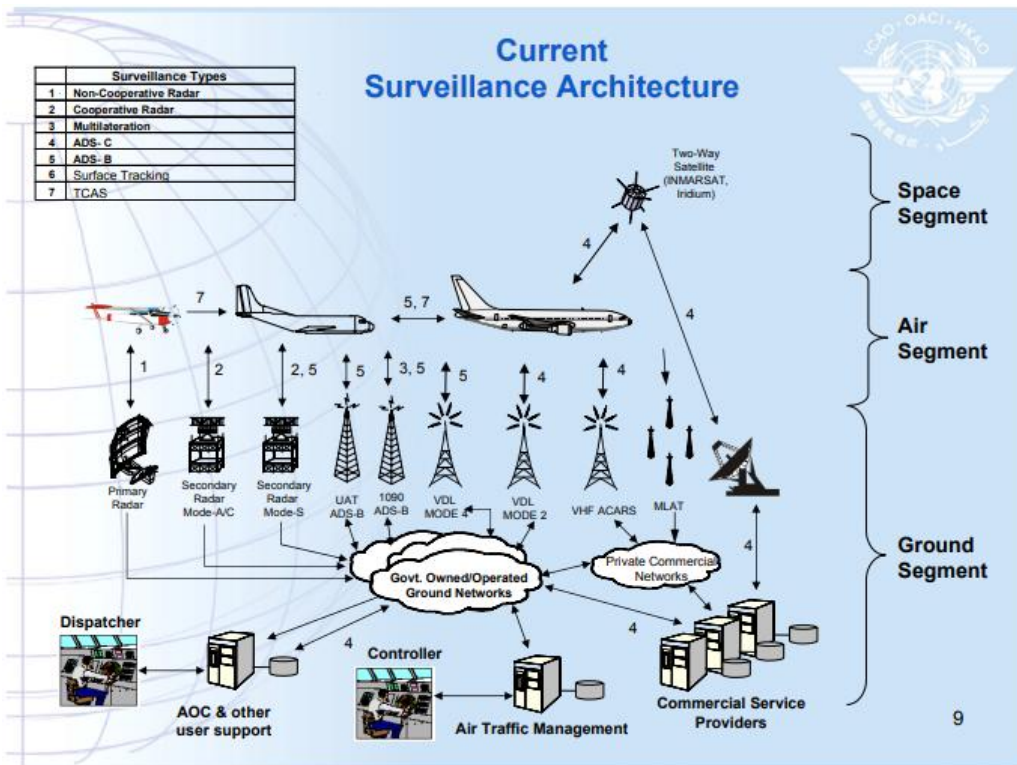 Current
Surveillance Architecture
ICAO · OACI · ИКАО
Surveillance Types
1 Non-Cooperative Radar
2 Cooperative Radar
3 Multilateration
4 ADS- C
5 ADS- B
6 Surface Tracking
7 TCAS
Two-Way
Satellite
(INMARSAT,
Iridium)
Space
Segment
4
4
7
5, 7
Air
Segment
1
2
2, 5
5
3, 5
5
4
4
Primary
Radar
Secondary
Radar
Mode-A/C
Secondary
Radar
Mode-S
UAT
ADS-B
1090
ADS-B
VDL
MODE 4
VDL
MODE 2
VHF ACARS
MLAT
4
Ground
Segment
Govt. Owned/Operated
Ground Networks
Private Commercial
Networks
4
4
Dispatcher
AOC & other
user support
Controller
Air Traffic Management
Commercial Service
Providers
9